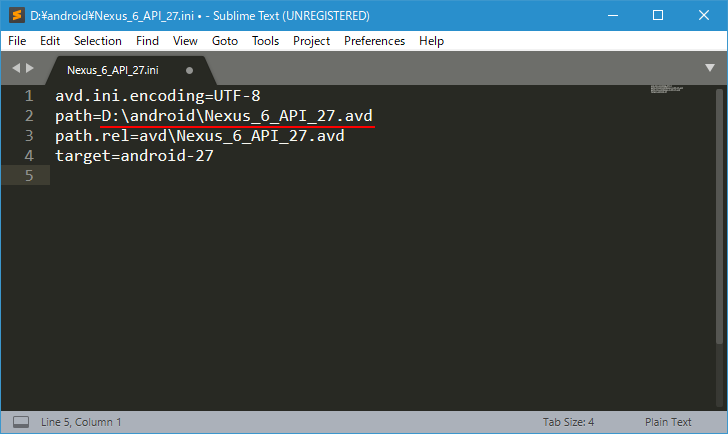 D:¥android¥Nexus_6_API_27.ini • - Sublime Text (UNREGISTERED)
File Edit Selection Find View Goto Tools Project Preferences Help
Nexus_6_API_27.ini
1 avd.ini.encoding=UTF-8
2 path=D:\android\Nexus_6_API_27.avd
3 path.rel=avd\Nexus_6_API_27.avd
4 target=android-27
5
Line 5, Column 1 Tab Size: 4 Plain Text